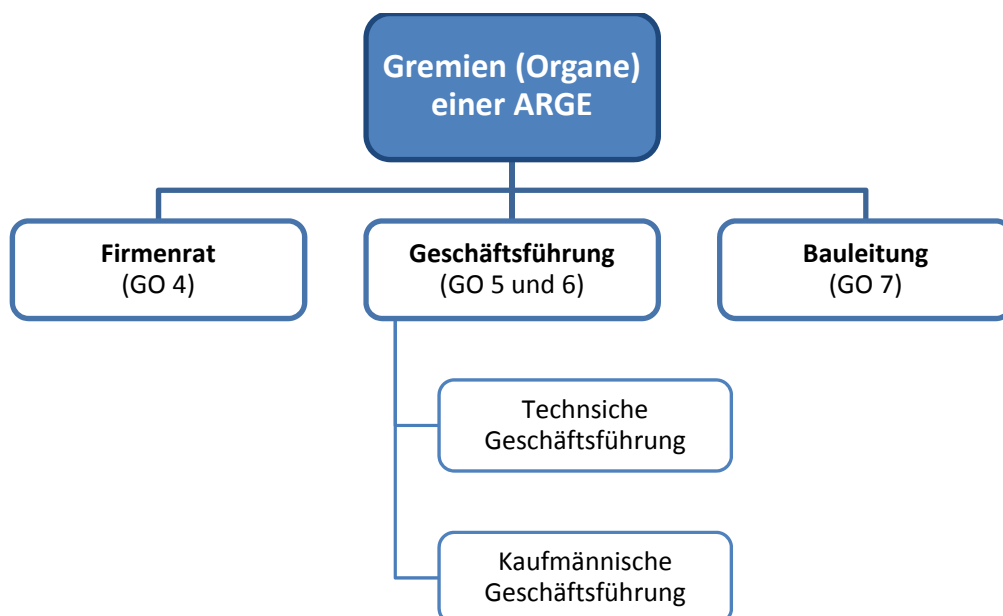 Gremien (Organe)
einer ARGE
Firmenrat
(GO 4)
Geschäftsführung
(GO 5 und 6)
Bauleitung
(GO 7)
Technsiche
Geschäftsführung
Kaufmännische
Geschäftsführung